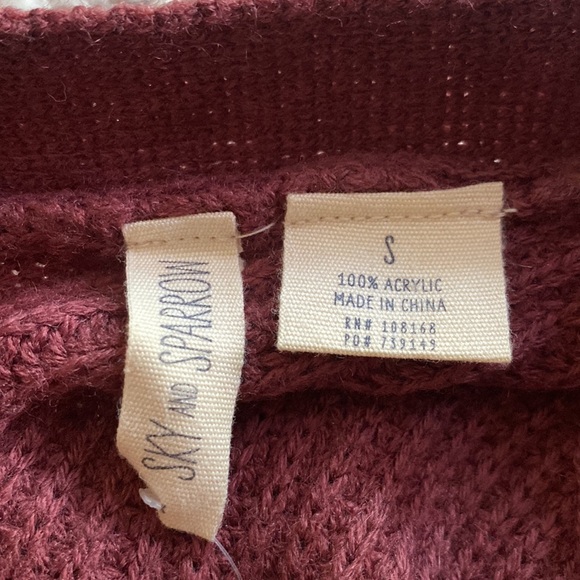 SKY AND SPARROW
S
100% ACRYLIC
MADE IN CHINA
RN# 108168
PO# 739149